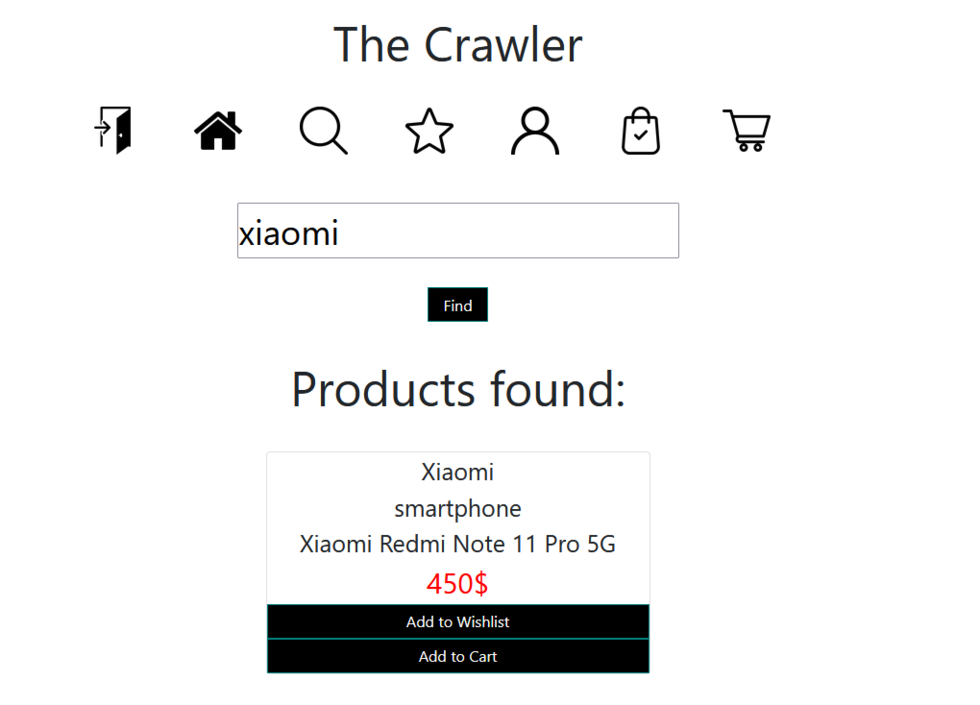 The Crawler
xiaomi
Find
Products found:
Xiaomi
smartphone
Xiaomi Redmi Note 11 Pro 5G
450$
Add to Wishlist
Add to Cart